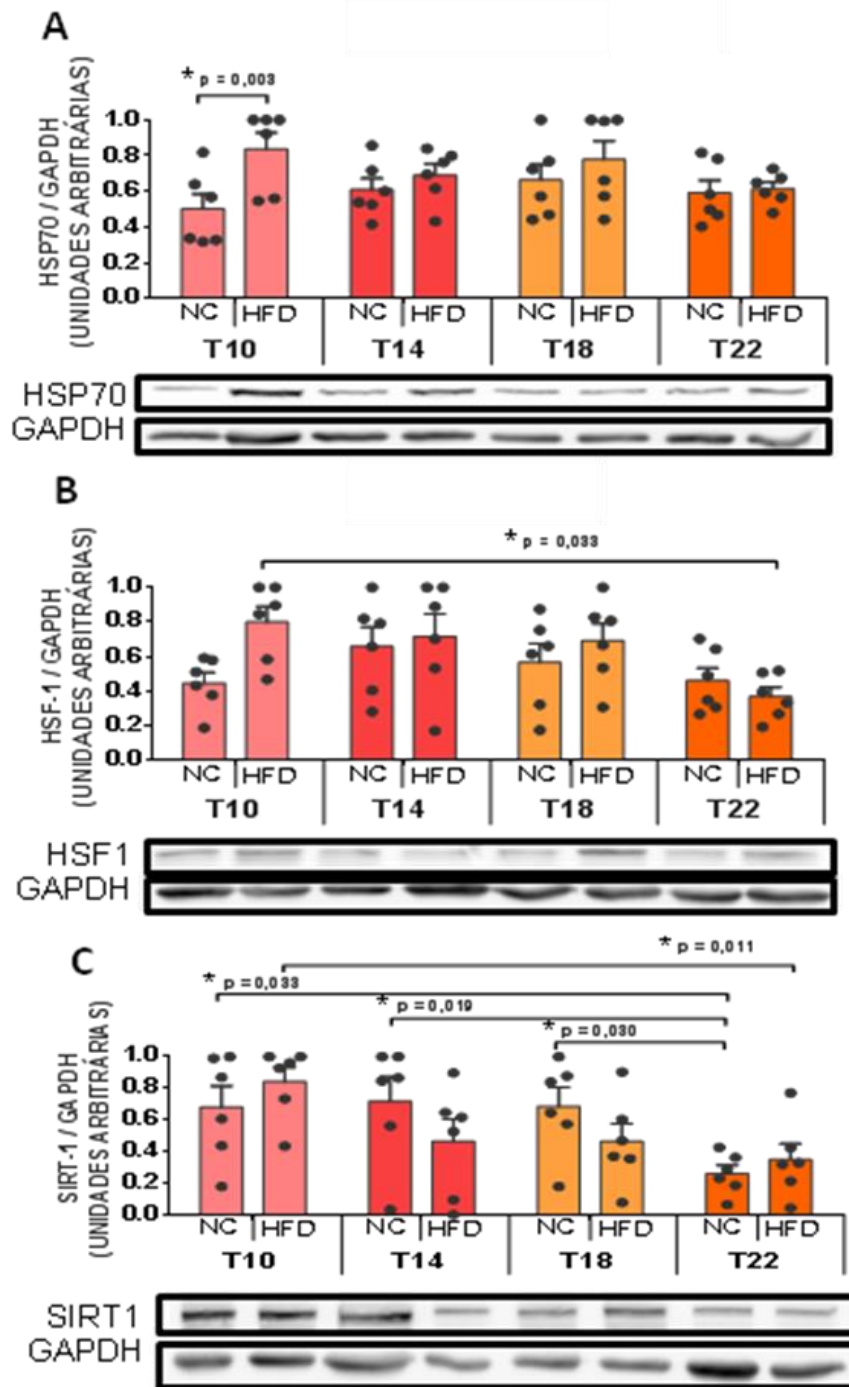 A
* p = 0,003
HSP70 / GAPDH
(UNIDADES ARBITRÁRIAS)
1.0
0.8
0.6
0.4
0.2
0.0
NC HFD NC HFD NC HFD NC HFD
T10 T14 T18 T22
HSP70
GAPDH
B
* p = 0,033
HSF-1 / GAPDH
(UNIDADES ARBITRÁRIAS)
1.0
0.8
0.6
0.4
0.2
0.0
NC HFD NC HFD NC HFD NC HFD
T10 T14 T18 T22
HSF1
GAPDH
C
* p = 0,011
* p = 0,033
* p = 0,019
* p = 0,030
SIRT-1 / GAPDH
(UNIDADES ARBITRÁRIAS)
1.0
0.8
0.6
0.4
0.2
0.0
NC HFD NC HFD NC HFD NC HFD
T10 T14 T18 T22
SIRT1
GAPDH